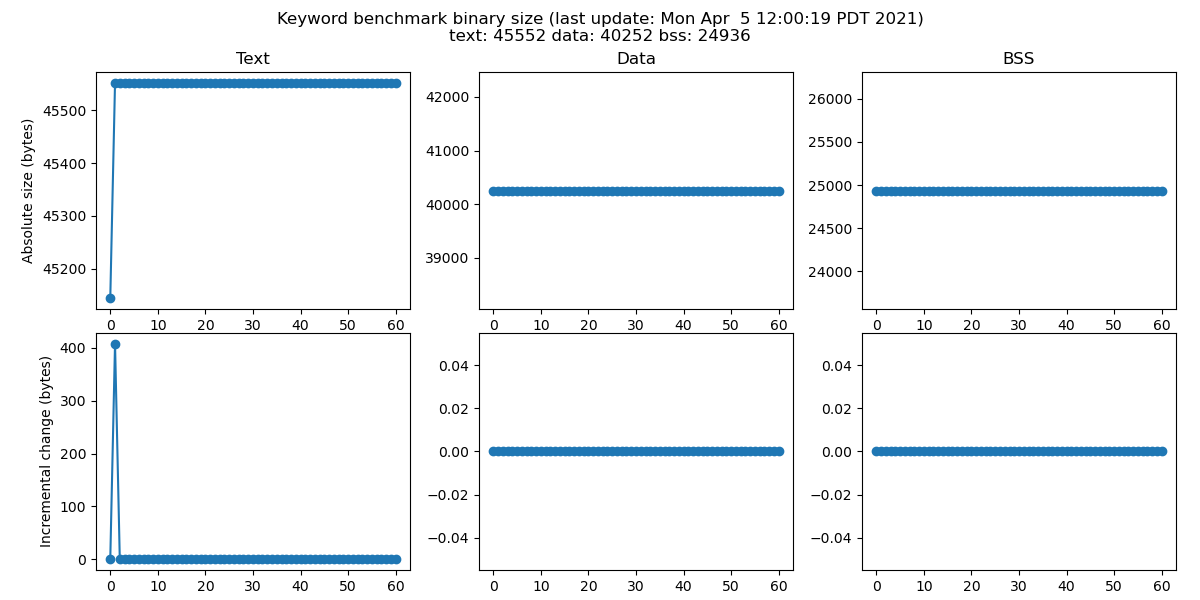 Keyword benchmark binary size (last update: Mon Apr  5 12:00:19 PDT 2021)
text: 45552 data: 40252 bss: 24936
Text
Absolute size (bytes)
45500
45400
45300
45200
0 10 20 30 40 50 60
Data
42000
41000
40000
39000
0 10 20 30 40 50 60
BSS
26000
25500
25000
24500
24000
0 10 20 30 40 50 60
Incremental change (bytes)
400
300
200
100
0
0 10 20 30 40 50 60
0.04
0.02
0.00
−0.02
−0.04
0 10 20 30 40 50 60
0.04
0.02
0.00
−0.02
−0.04
0 10 20 30 40 50 60